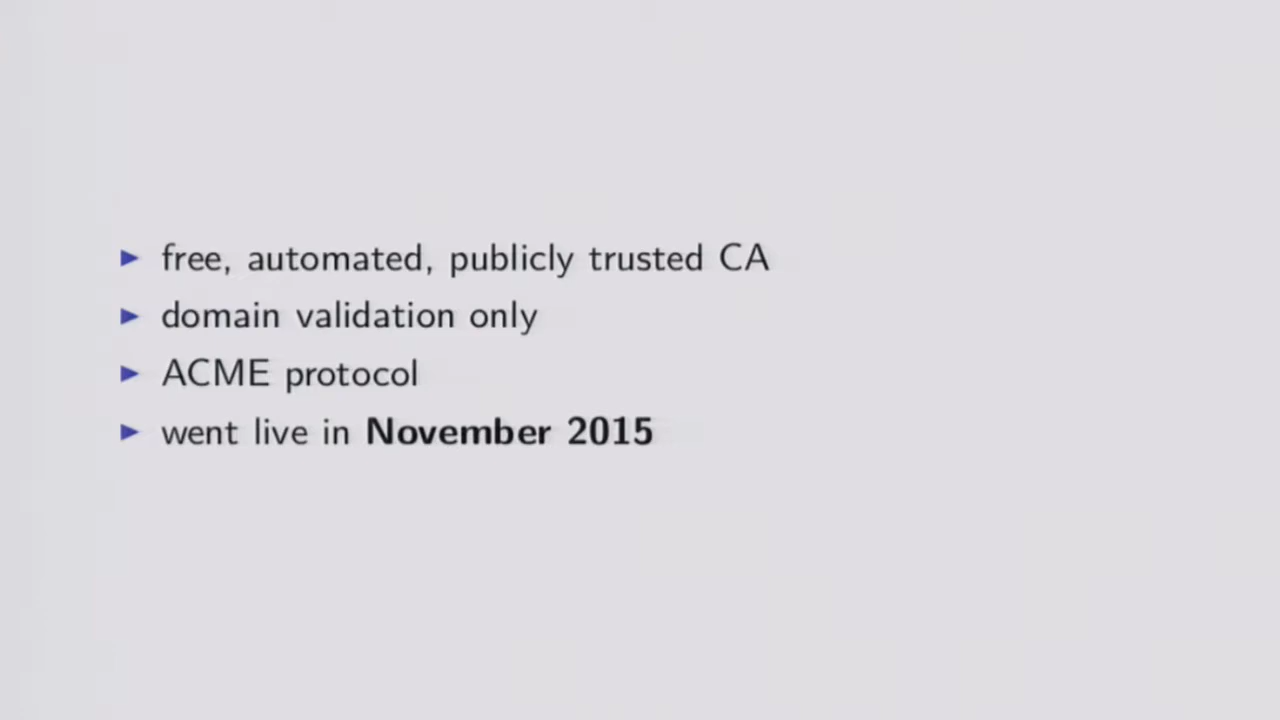 free, automated, publicly trusted CA
domain validation only
ACME protocol
went live in November 2015